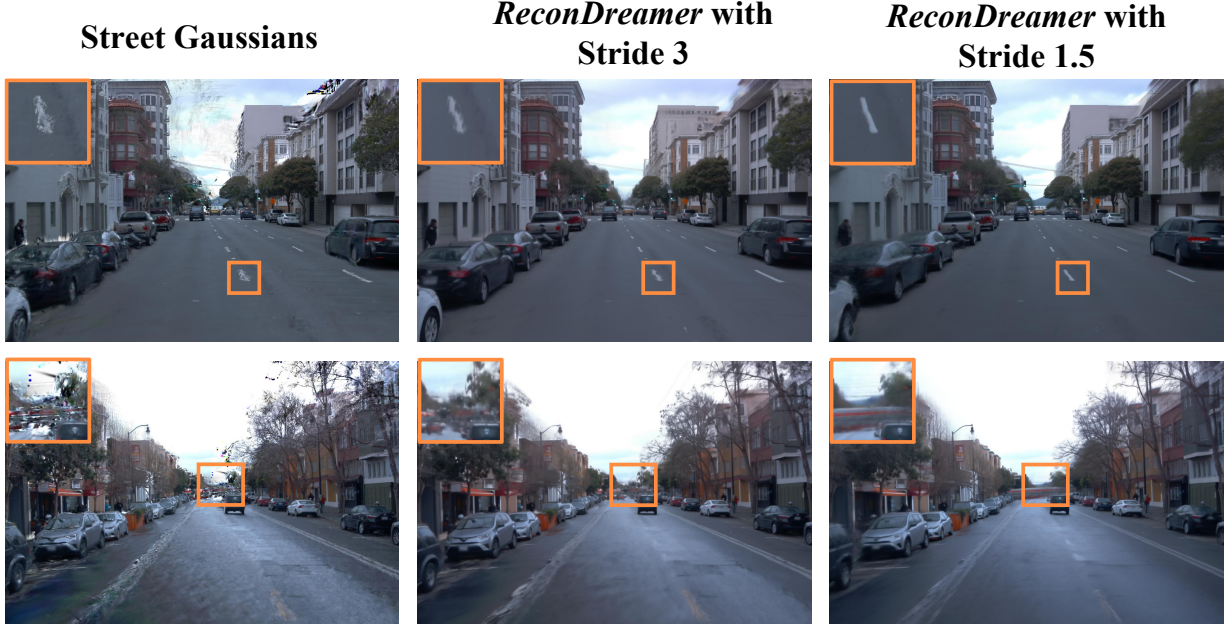 Street Gaussians
ReconDreamer with
Stride 3
ReconDreamer with
Stride 1.5